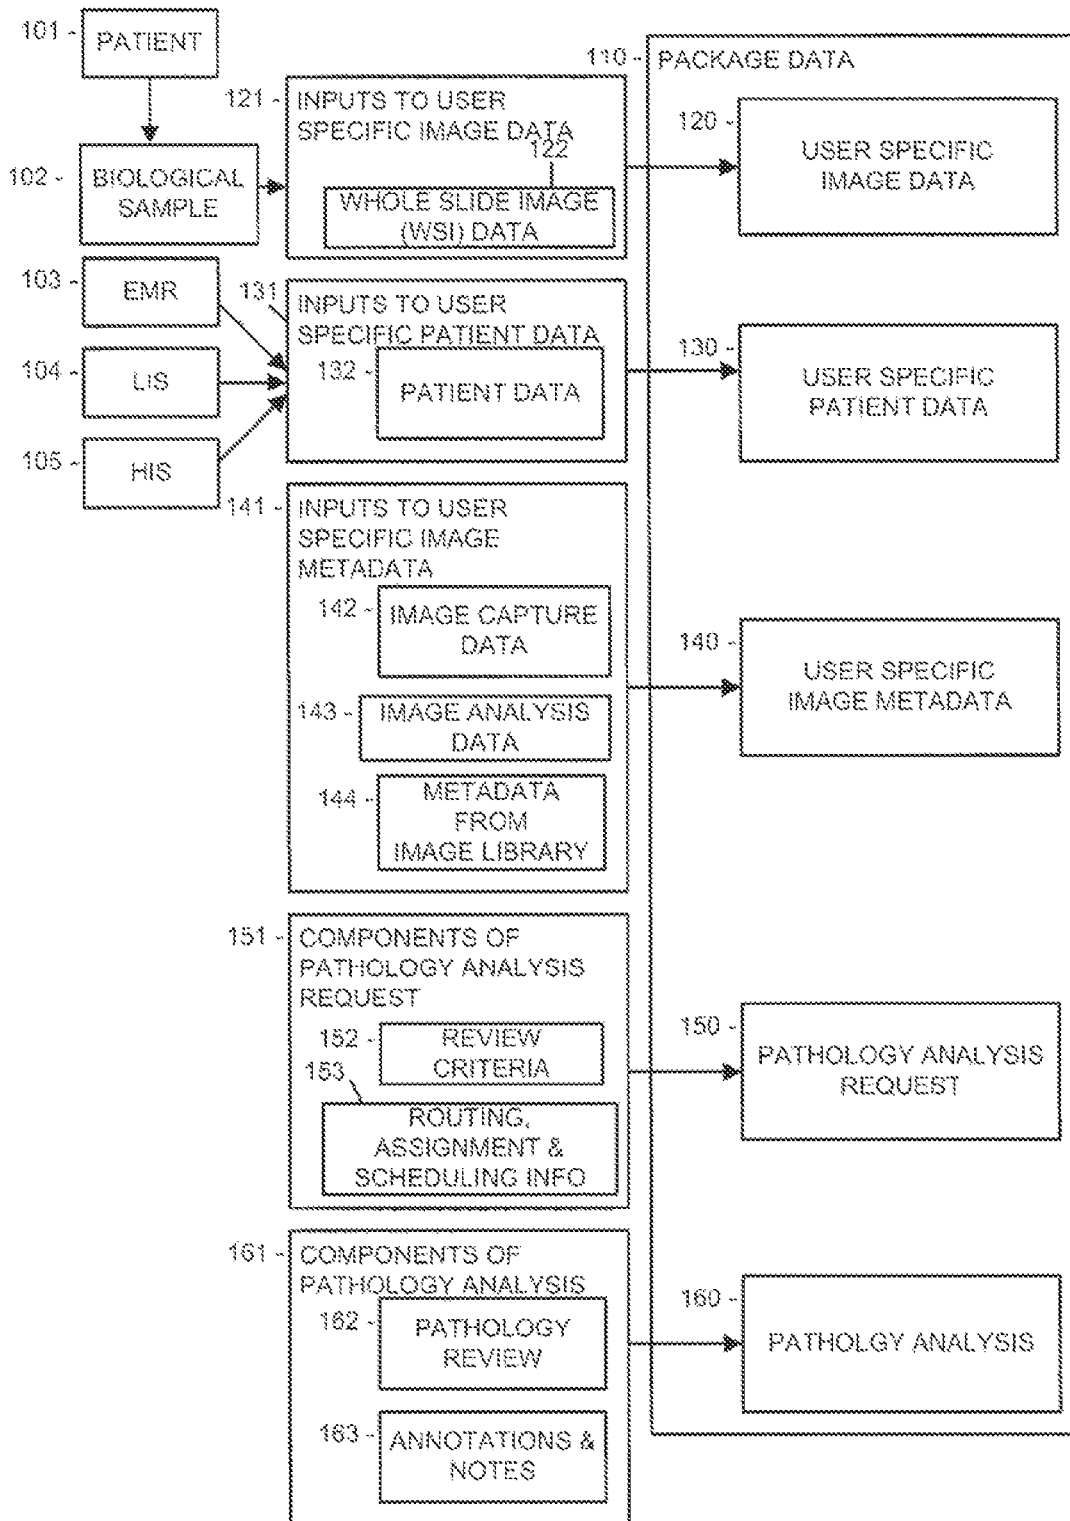 101 -
PATIENT
102 -
BIOLOGICAL
SAMPLE
103 -
EMR
104 -
LIS
105 -
HIS
110 -
PACKAGE DATA
121 -
INPUTS TO USER
SPECIFIC IMAGE DATA
122
WHOLE SLIDE IMAGE
(WSI) DATA
120 -
USER SPECIFIC
IMAGE DATA
131
INPUTS TO USER
SPECIFIC PATIENT DATA
132 -
PATIENT DATA
130 -
USER SPECIFIC
PATIENT DATA
141 -
INPUTS TO USER
SPECIFIC IMAGE
METADATA
142 -
IMAGE CAPTURE
DATA
143 -
IMAGE ANALYSIS
DATA
144 -
METADATA
FROM
IMAGE LIBRARY
140 -
USER SPECIFIC
IMAGE METADATA
151 -
COMPONENTS OF
PATHOLOGY ANALYSIS
REQUEST
152 -
REVIEW
CRITERIA
153
ROUTING,
ASSIGNMENT &
SCHEDULING INFO
150 -
PATHOLOGY ANALYSIS
REQUEST
161 -
COMPONENTS OF
PATHOLOGY ANALYSIS
162 -
PATHOLOGY
REVIEW
163 -
ANNOTATIONS &
NOTES
160 -
PATHOLGY ANALYSIS